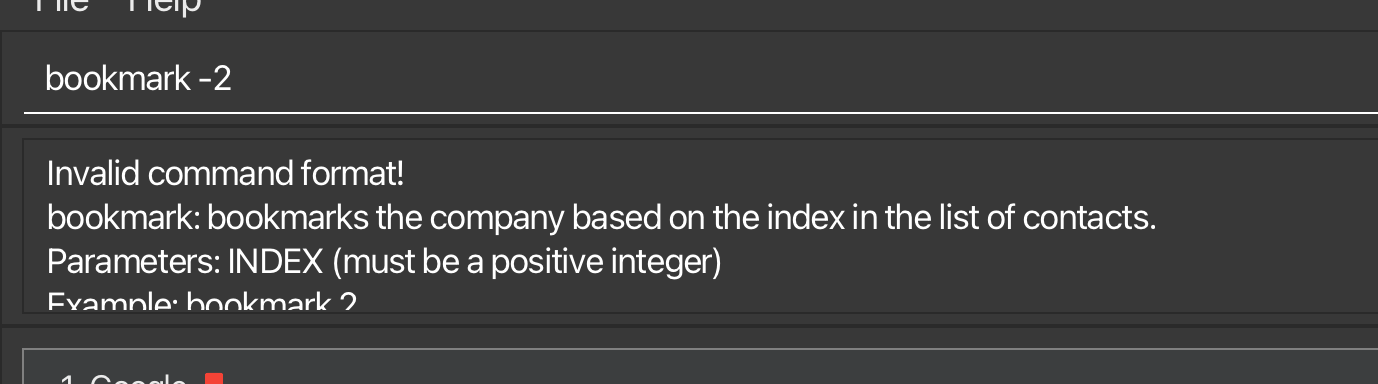 File Help
bookmark -2
Invalid command format!
bookmark: bookmarks the company based on the index in the list of contacts.
Parameters: INDEX (must be a positive integer)
Example: bookmark 2
1. Google